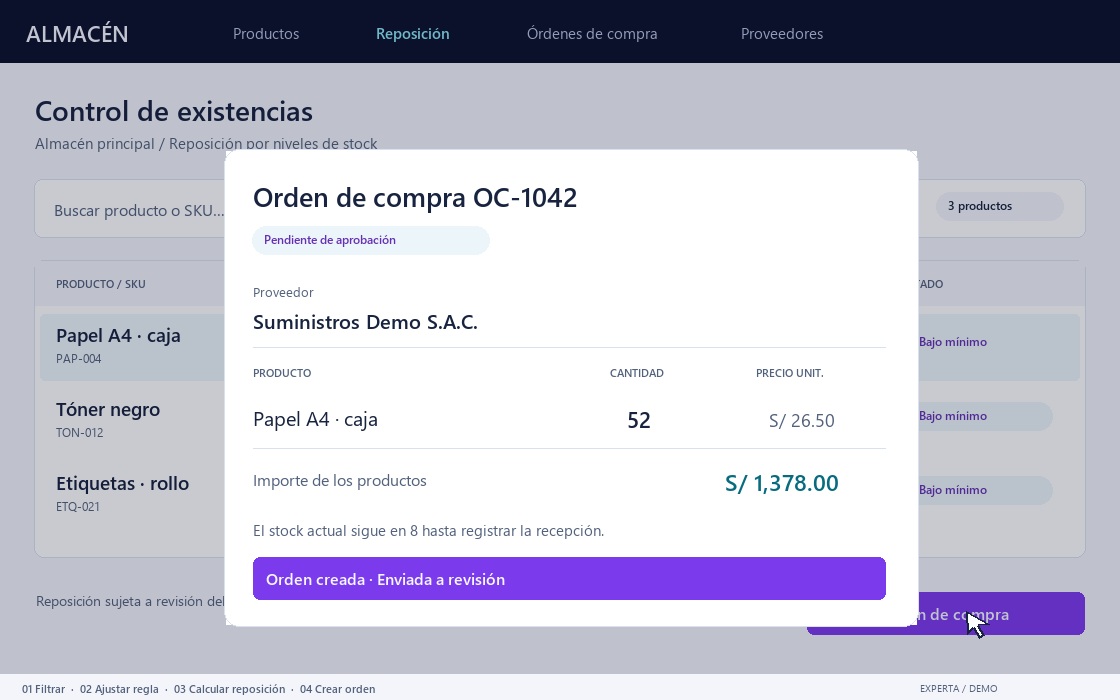 ALMACÉN Productos Reposición Órdenes de compra Proveedores
Control de existencias
Almacén principal / Reposición por niveles de stock
Buscar producto o SKU...
3 productos
PRODUCTO / SKU
Papel A4 · caja
PAP-004
Bajo mínimo
Tóner negro
TON-012
Bajo mínimo
Etiquetas · rollo
ETQ-021
Bajo mínimo
Reposición sujeta a revisión
compra
Orden de compra OC-1042
Pendiente de aprobación
Proveedor
Suministros Demo S.A.C.
PRODUCTO CANTIDAD PRECIO UNIT.
Papel A4 · caja 52 S/ 26.50
Importe de los productos S/ 1,378.00
El stock actual sigue en 8 hasta registrar la recepción.
Orden creada · Enviada a revisión
01 Filtrar · 02 Ajustar regla · 03 Calcular reposición · 04 Crear orden
EXPERTA / DEMO